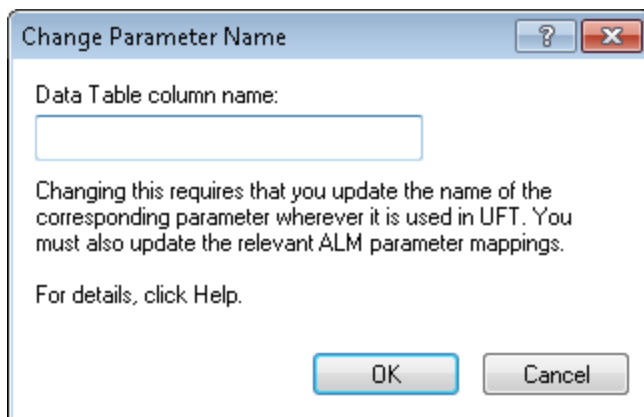 Change Parameter Name
Data Table column name:
Changing this requires that you update the name of the
corresponding parameter wherever it is used in UFT. You
must also update the relevant ALM parameter mappings.
For details, click Help.
OK Cancel